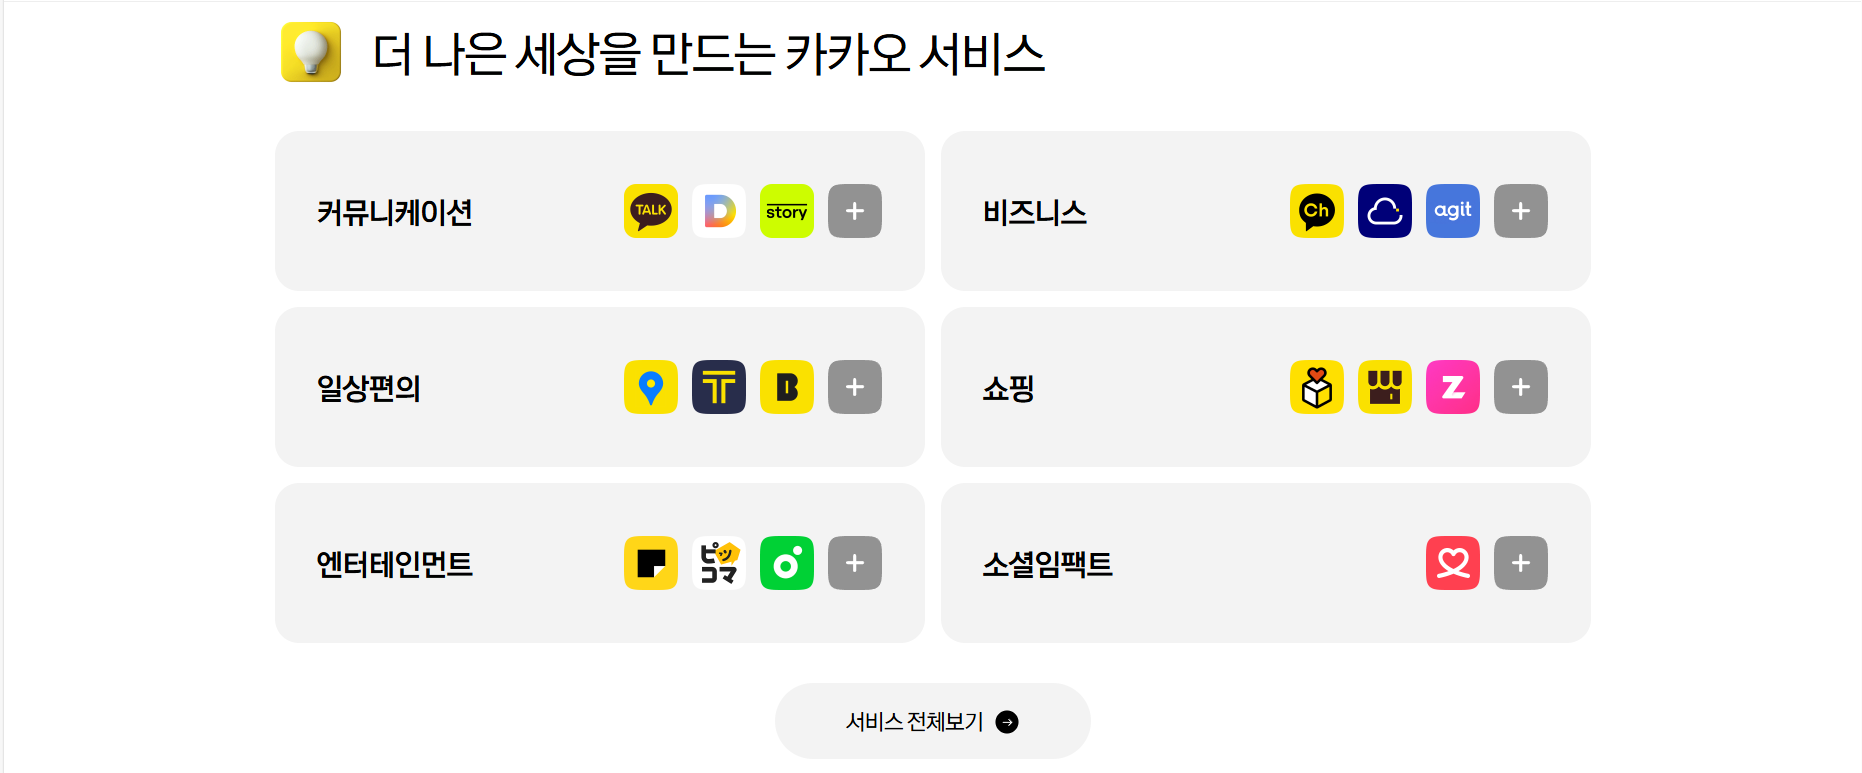 더 나은 세상을 만드는 카카오 서비스
커뮤니케이션
TALK
D
story
비즈니스
Ch
agit
일상편의
T
B
쇼핑
Z
엔터테인먼트
ピッコマ
소셜임팩트
서비스 전체보기